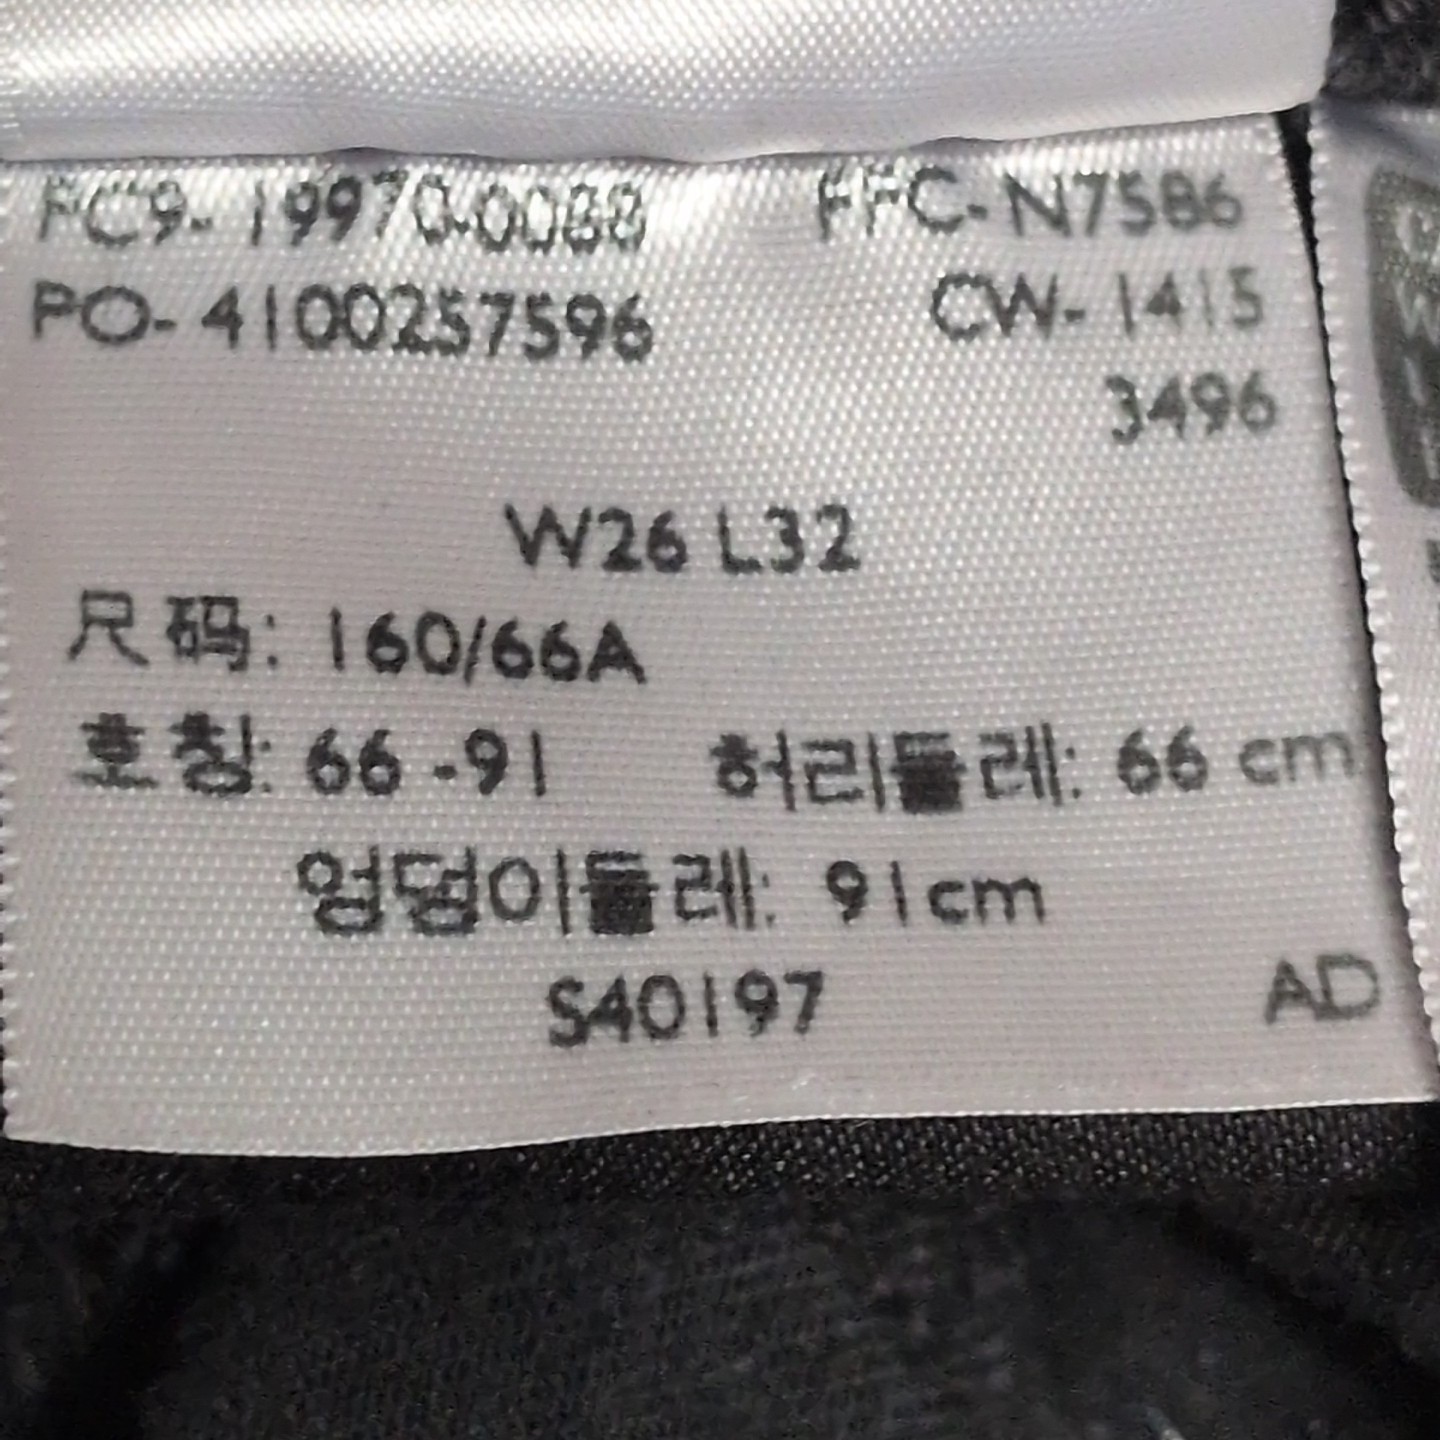 PC9-19970-0088 FFC-N7586
PO-4100257596 CW-1415
3496
W26 L32
尺码: 160/66A
호칭: 66-91 허리둘레: 66 cm
엉덩이둘레: 91cm
S40197 AD